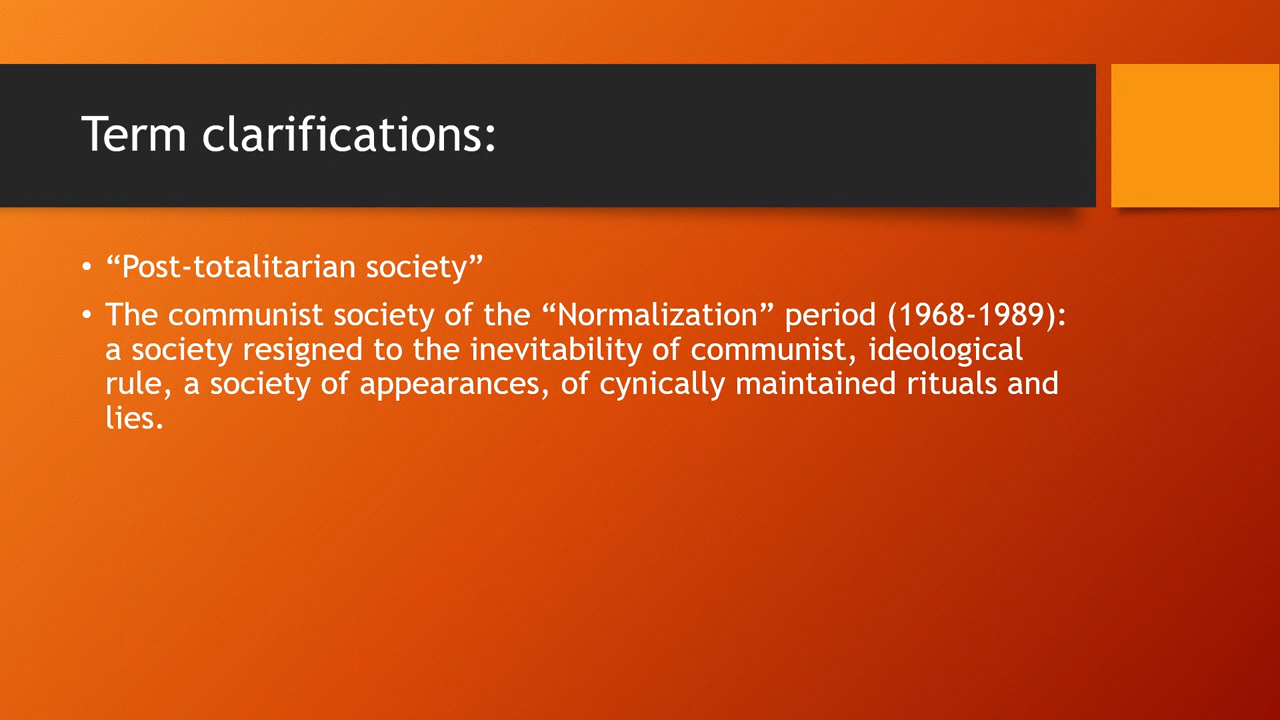 Term clarifications:
• “Post-totalitarian society”
• The communist society of the “Normalization” period (1968-1989):
a society resigned to the inevitability of communist, ideological
rule, a society of appearances, of cynically maintained rituals and
lies.